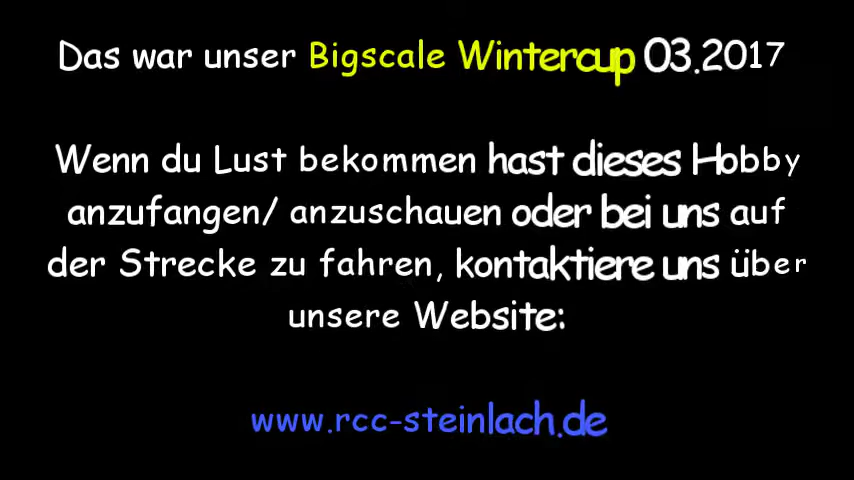 Das war unser Bigscale Wintercup 03.2017
Wenn du Lust bekommen hast dieses Hobby
anzufangen/ anzuschauen oder bei uns auf
der Strecke zu fahren, kontaktiere uns über
unsere Website:
www.rcc-steinlach.de